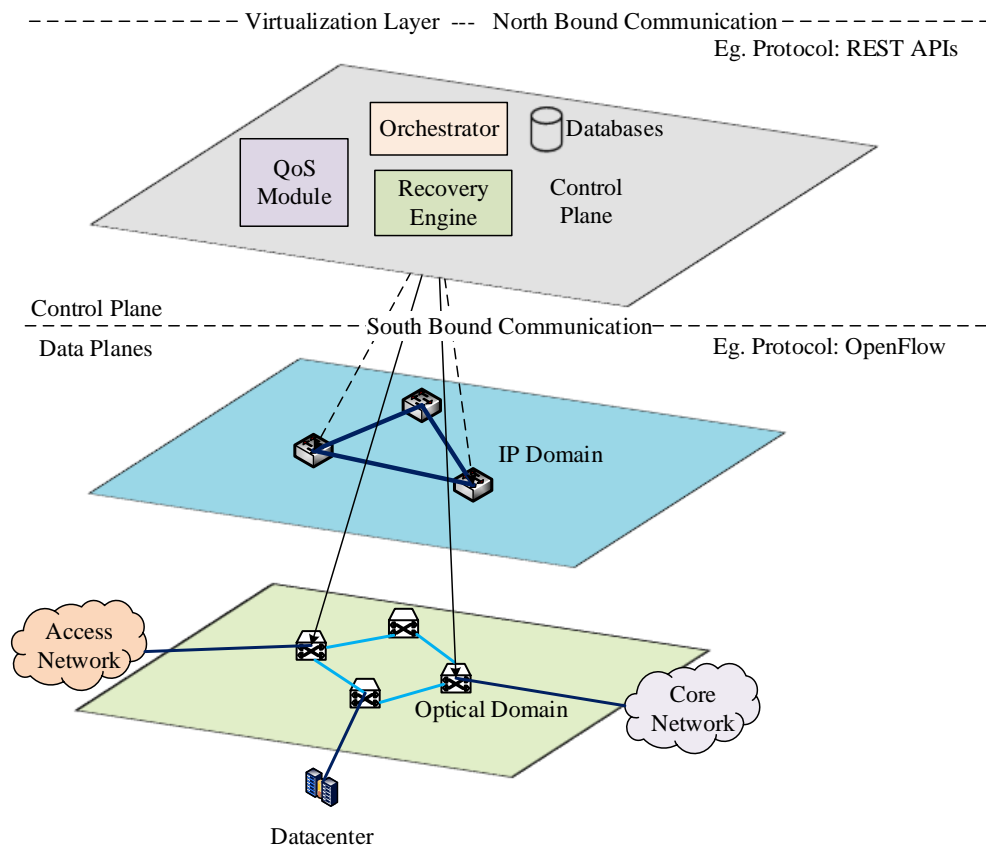 Virtualization Layer --- North Bound Communication
Eg. Protocol: REST APIs
Orchestrator
Databases
QoS
Module
Recovery
Engine
Control
Plane
Control Plane
South Bound Communication
Data Planes
Eg. Protocol: OpenFlow
IP Domain
Access
Network
Optical Domain
Core
Network
Datacenter